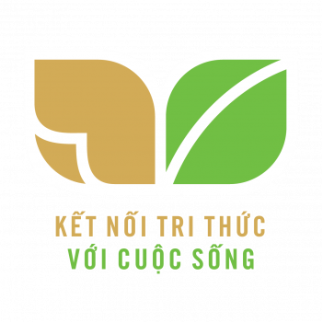 KẾT NỐI TRI THỨC
VỚI CUỘC SỐNG